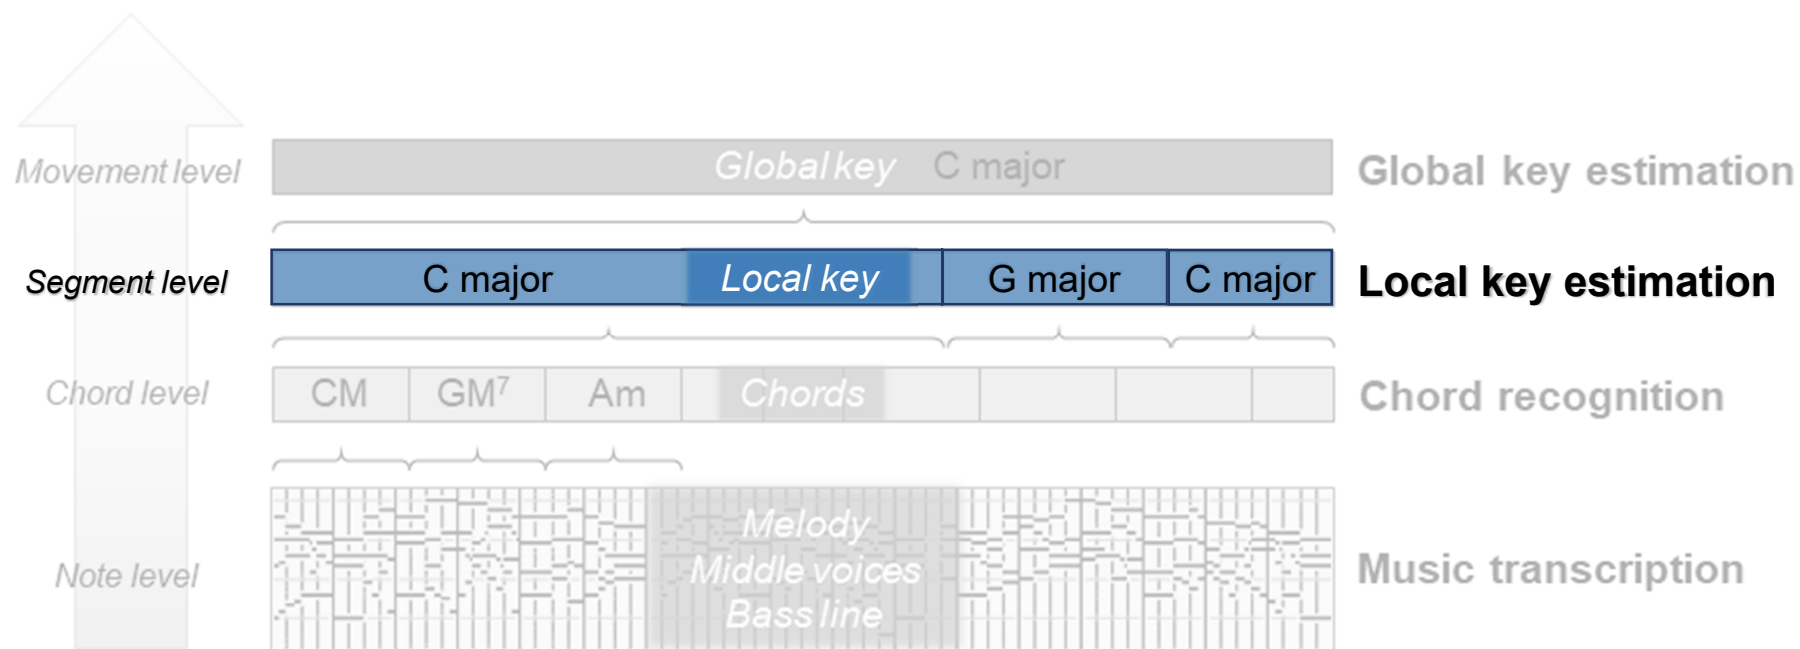 Movement level
Global key C major
Global key estimation
Segment level
C major
Local key
G major
C major
Local key estimation
Chord level
CM
GM⁷
Am
Chords
Chord recognition
Note level
Melody
Middle voices
Bass line
Music transcription